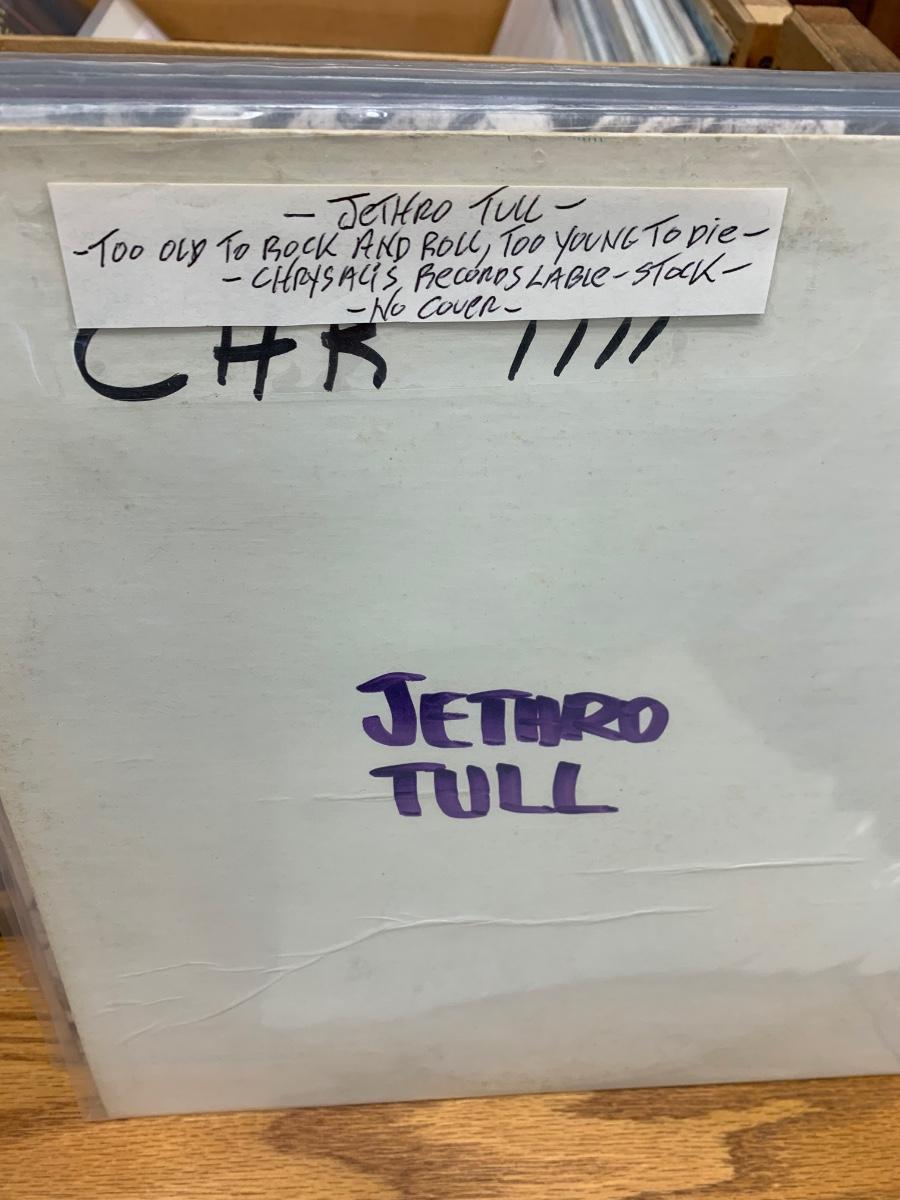 - JETHRO TULL -
-TOO OLD TO ROCK AND ROLL, TOO YOUNG TO DIE-
- CHRYSALIS RECORDS LABLE - STOCK -
- NO COVER -
CHR 1111
JETHRO
TULL